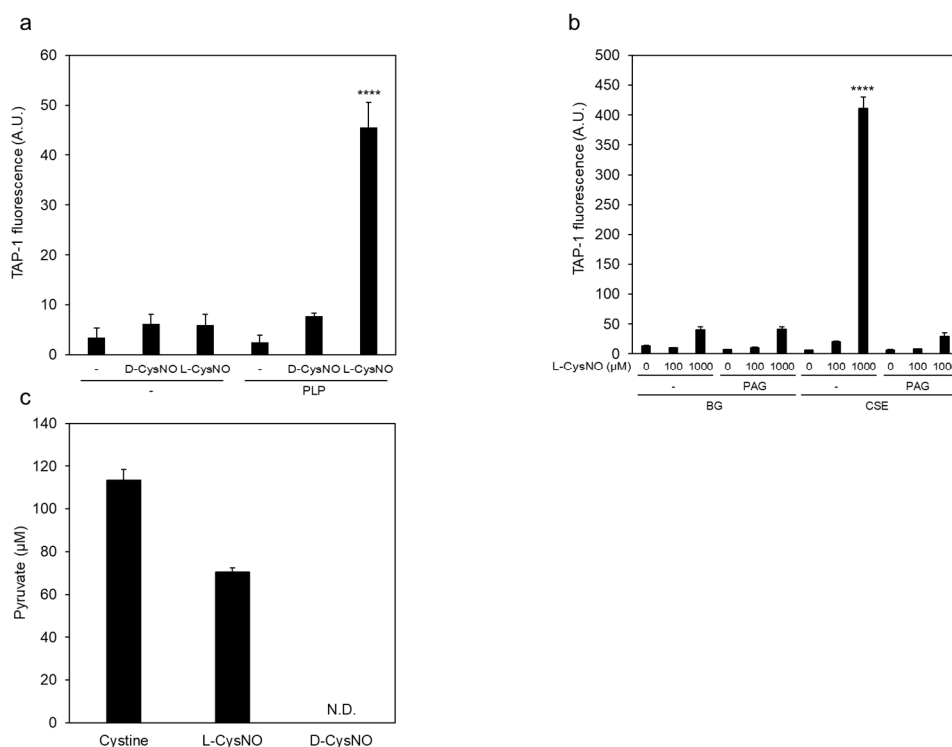 a
60
50
40
30
20
10
0
TAP-1 fluorescence (A.U.)
****
- D-CysNO L-CysNO - D-CysNO L-CysNO
- PLP
b
500
450
400
350
300
250
200
150
100
50
0
TAP-1 fluorescence (A.U.)
****
L-CysNO (µM) 0 100 1000 0 100 1000 0 100 1000 0 100 1000
- PAG - PAG
BG CSE
c
140
120
100
80
60
40
20
0
Pyruvate (µM)
N.D.
Cystine L-CysNO D-CysNO